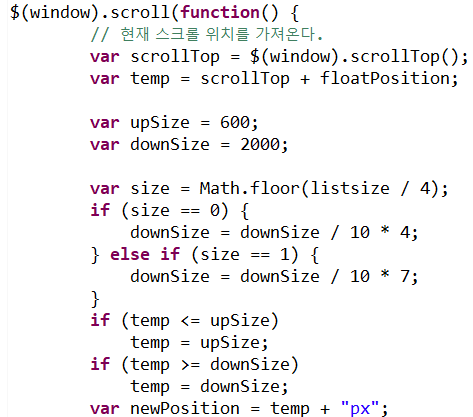 $(window).scroll(function() {
// 현재 스크롤 위치를 가져온다.
var scrollTop = $(window).scrollTop();
var temp = scrollTop + floatPosition;
var upSize = 600;
var downSize = 2000;
var size = Math.floor(listsize / 4);
if (size == 0) {
downSize = downSize / 10 * 4;
} else if (size == 1) {
downSize = downSize / 10 * 7;
}
if (temp <= upSize)
temp = upSize;
if (temp >= downSize)
temp = downSize;
var newPosition = temp + "px";